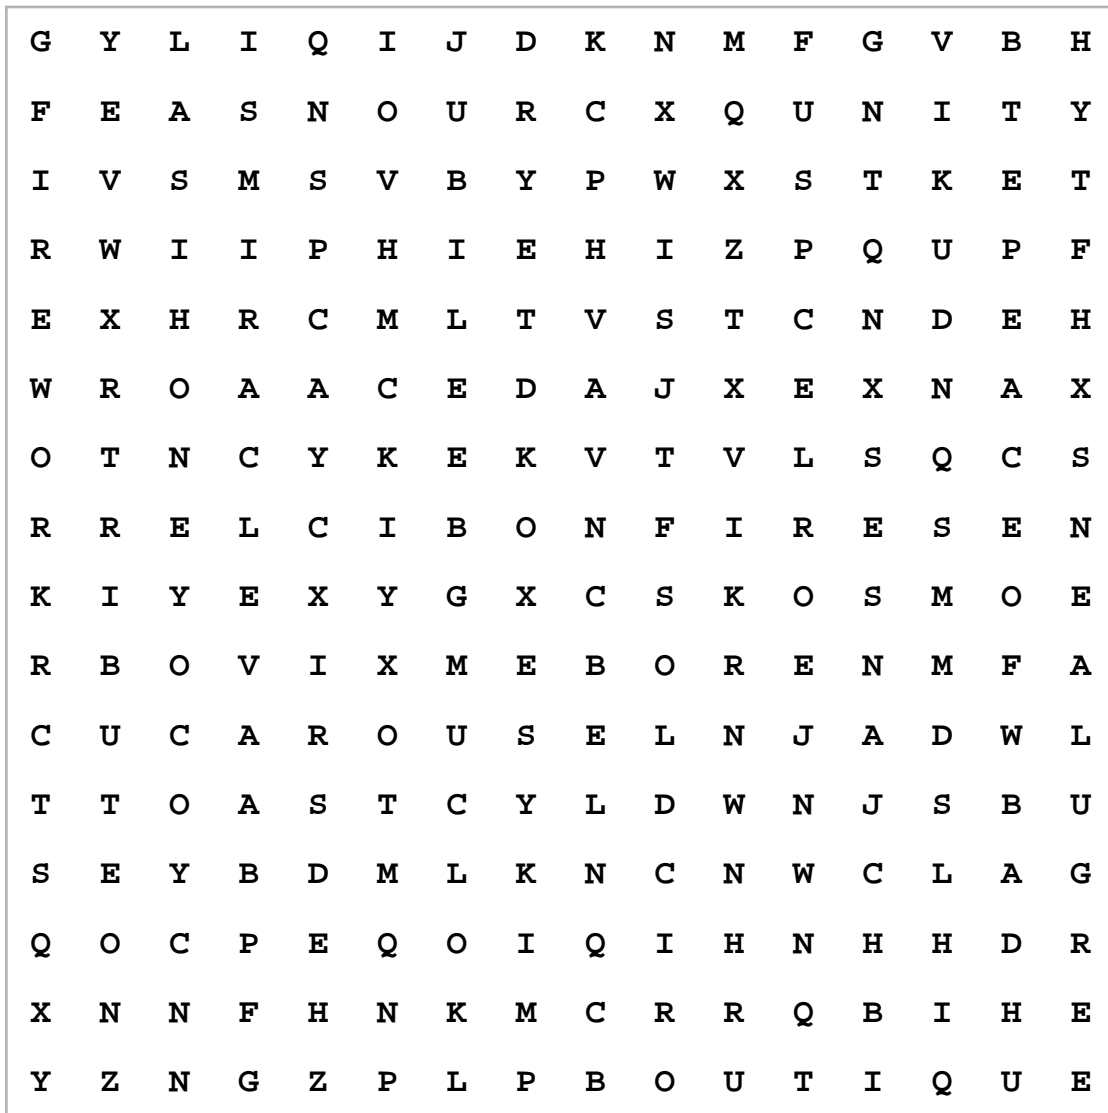 G Y L I Q I J D K N M F G V B H
F E A S N O U R C X Q U N I T Y
I V S M S V B Y P W X S T K E T
R W I I P H I E H I Z P Q U P F
E X H R C M L T V S T C N D E H
W R O A A C E D A J X E X N A X
O T N C Y K E K V T V L S Q C S
R R E L C I B O N F I R E S E N
K I Y E X Y G X C S K O S M O E
R B O V I X M E B O R E N M F A
C U C A R O U S E L N J A D W L
T T O A S T C Y L D W N J S B U
S E Y B D M L K N C N W C L A G
Q O C P E Q O I Q I H N H H D R
X N N F H N K M C R R Q B I H E
Y Z N G Z P L P B O U T I Q U E